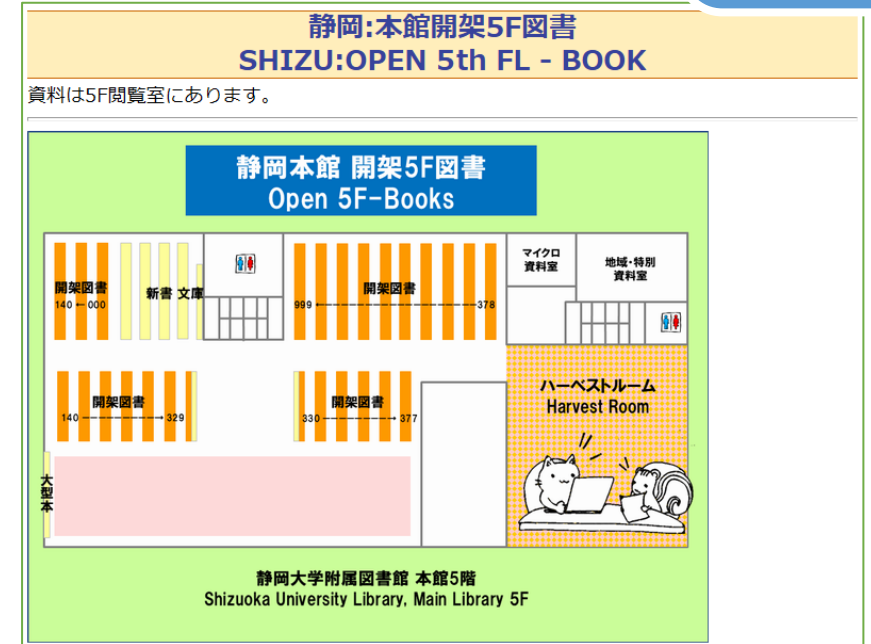 静岡:本館開架5F図書
SHIZU:OPEN 5th FL - BOOK
資料は5F閲覧室にあります。
静岡本館 開架5F図書
Open 5F-Books
開架図書
140 ← 000
新書 文庫
開架図書
999 ← 378
マイクロ
資料室
地域・特別
資料室
開架図書
140 → 329
開架図書
330 → 377
ハーベストルーム
Harvest Room
大型本
静岡大学附属図書館 本館5階
Shizuoka University Library, Main Library 5F